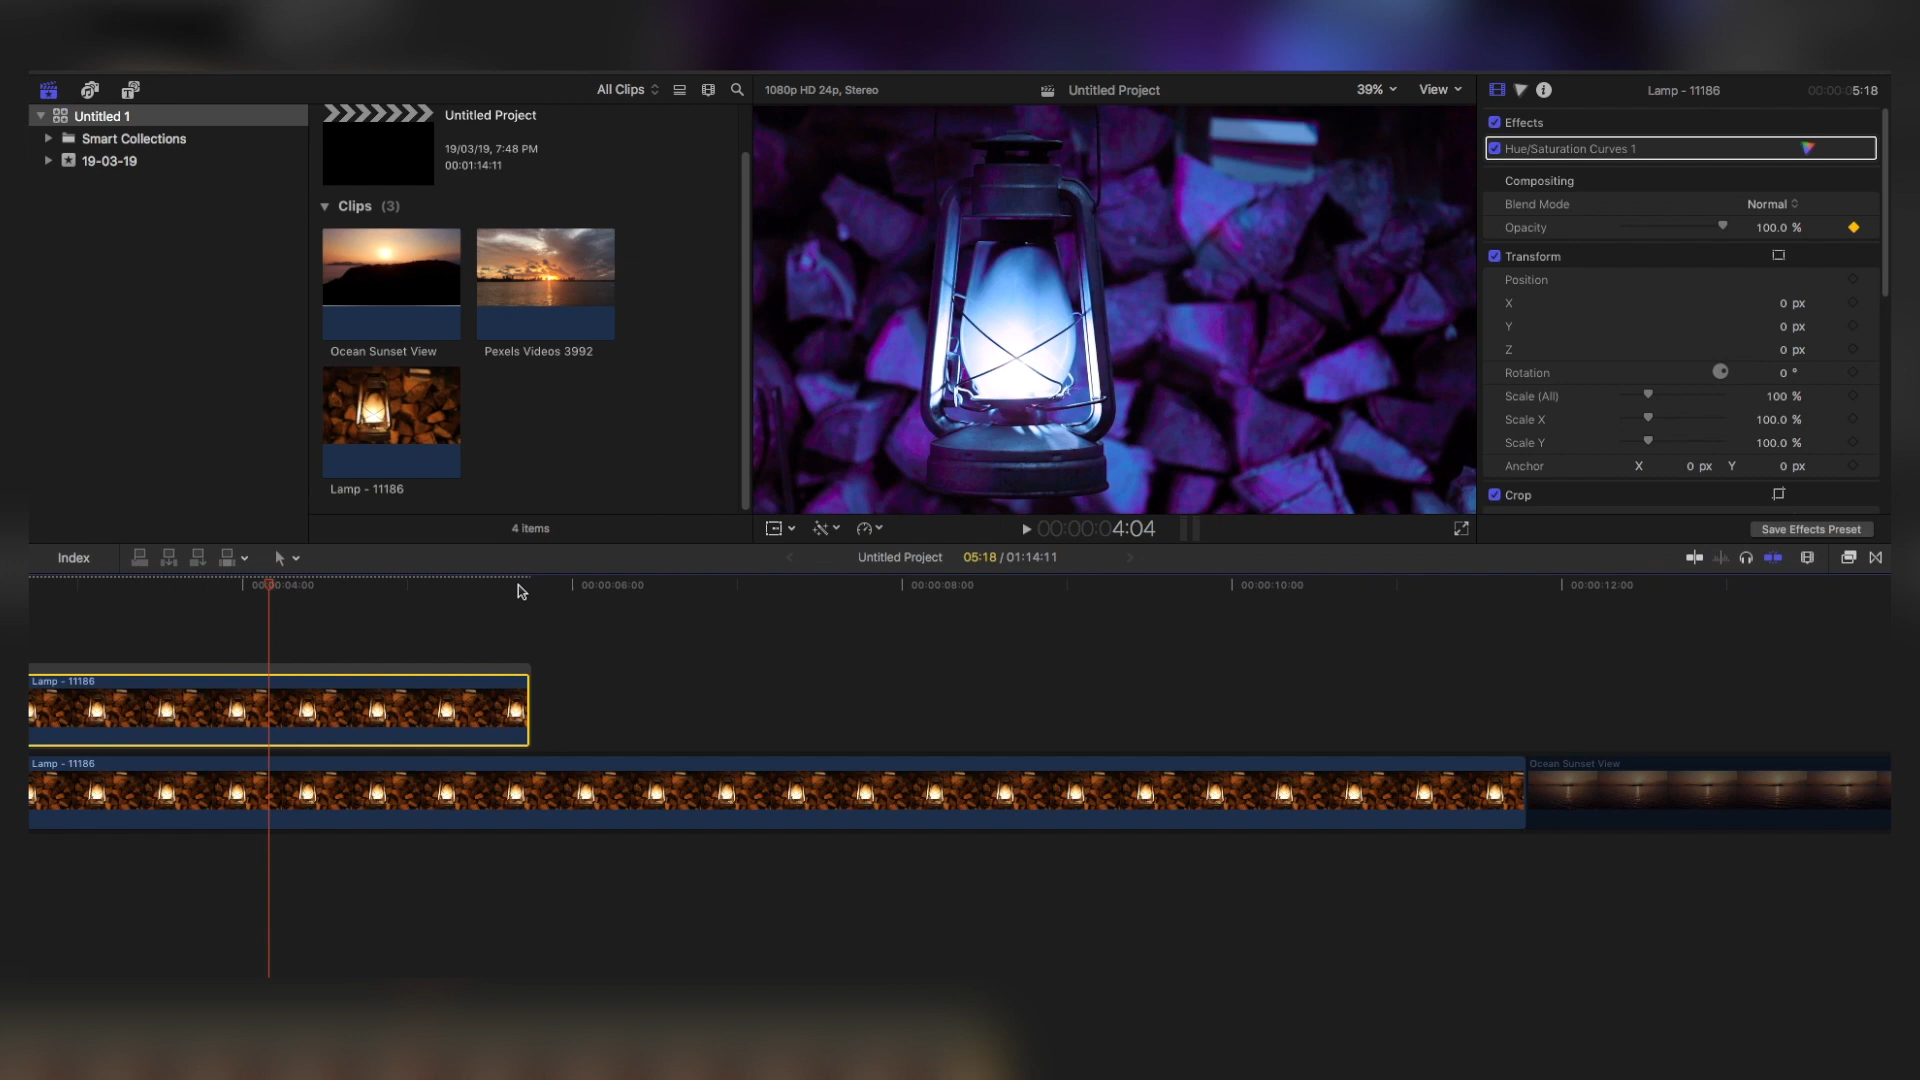 All Clips
1080p HD 24p, Stereo
Untitled Project
39%
View
Lamp - 11186
00:00:05:18
Untitled 1
Smart Collections
19-03-19
Untitled Project
19/03/19, 7:48 PM
00:01:14:11
Clips (3)
Ocean Sunset View
Pexels Videos 3992
Lamp - 11186
4 items
Effects
Hue/Saturation Curves 1
Compositing
Blend Mode Normal
Opacity 100.0 %
Transform
Position
X 0 px
Y 0 px
Z 0 px
Rotation 0 °
Scale (All) 100 %
Scale X 100.0 %
Scale Y 100.0 %
Anchor X 0 px Y 0 px
Crop
Save Effects Preset
00:00:04:04
Index
Untitled Project 05:18 / 01:14:11
00:00:04:00
00:00:06:00
00:00:08:00
00:00:10:00
00:00:12:00
Lamp - 11186
Lamp - 11186
Ocean Sunset View